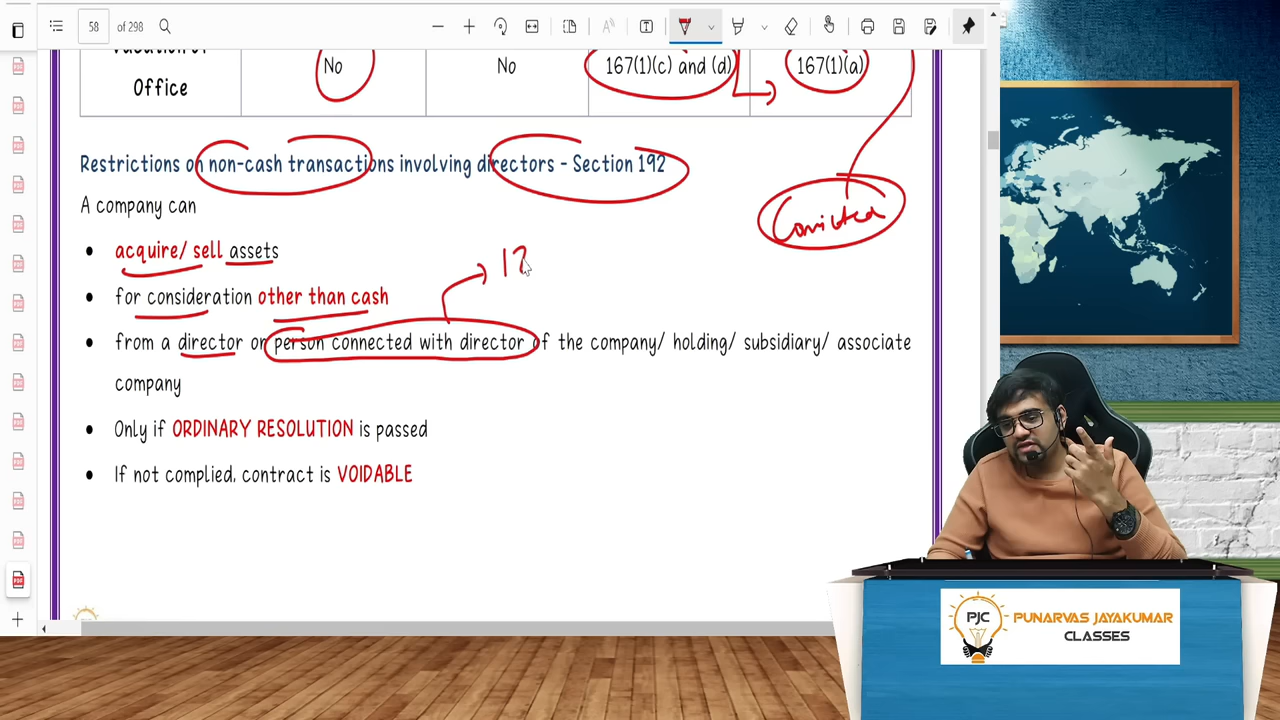 58 of 298
Vacation of
Office
No
No
167(1)(c) and (d)
167(1)(a)
Restrictions on non-cash transactions involving directors - Section 192
Convicted
A company can
acquire/ sell assets
for consideration other than cash
from a director or person connected with director of the company/ holding/ subsidiary/ associate
company
Only if ORDINARY RESOLUTION is passed
If not complied, contract is VOIDABLE
PJC
PUNARVAS JAYAKUMAR
CLASSES